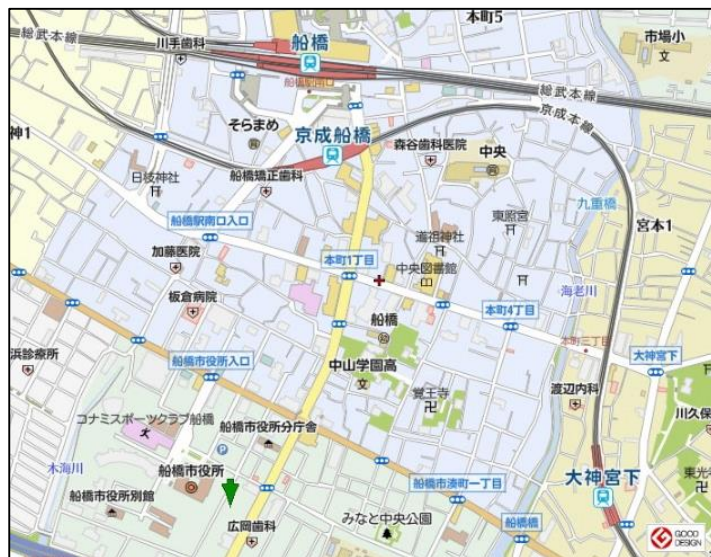 本町5
市場小
船橋
川手歯科
船橋駅南口
総武本線
総武本線
京成本線
そらまめ
神1
京成船橋
森谷歯科医院
中央
日枝神社
船橋矯正歯科
九重橋
宮本1
東照宮
船橋駅南口入口
道祖神社
加藤医院
本町1丁目
中央図書館
海老川
板倉病院
本町4丁目
船橋
本町三丁目
浜診療所
船橋市役所入口
中山学園高
大神宮下
渡辺内科
覚王寺
川久保
コナミスポーツクラブ船橋
船橋市役所分庁舎
P
木海川
船橋市役所
東光寺
大神宮下
船橋市湊町一丁目
船橋市役所別館
広岡歯科
みなと中央公園
船橋橋
GOOD
DESIGN